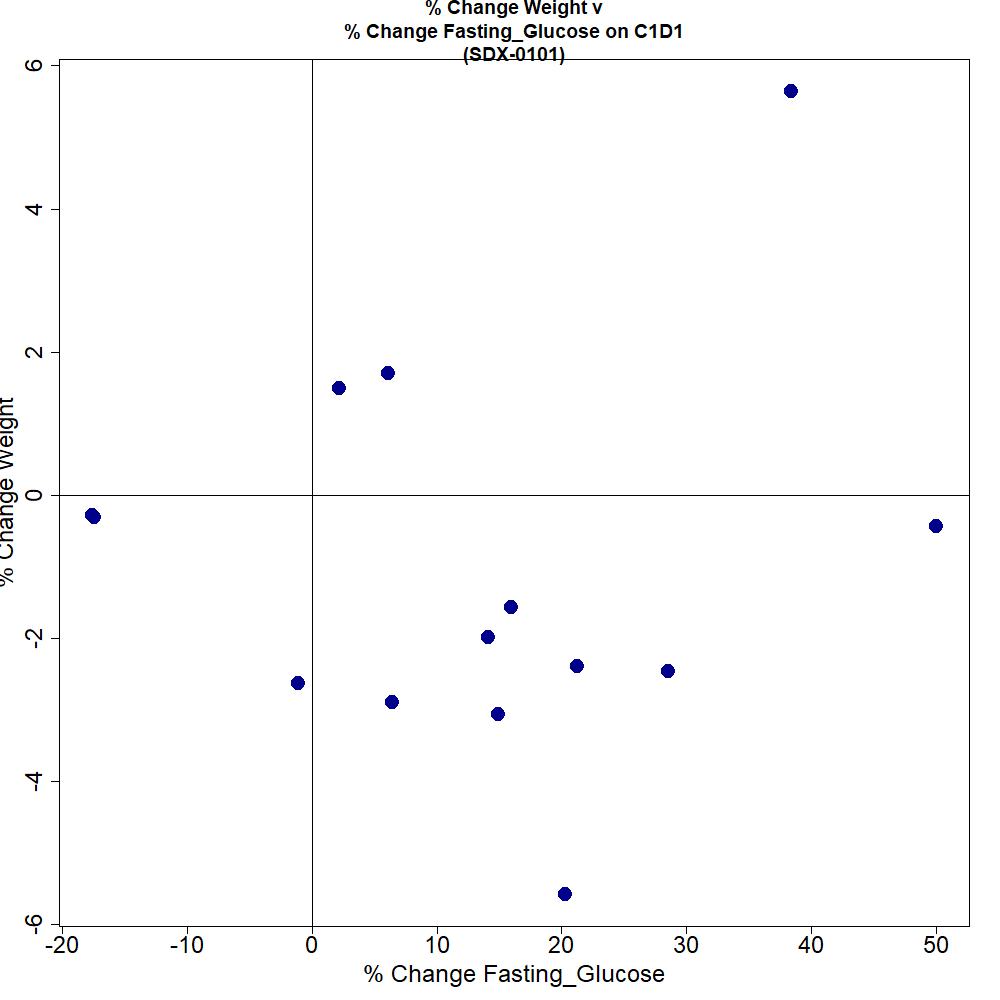 % Change Weight v
% Change Fasting_Glucose on C1D1
(SDX-0101)
6
4
2
0
-2
-4
-6
% Change Weight
-20 -10 0 10 20 30 40 50
% Change Fasting_Glucose